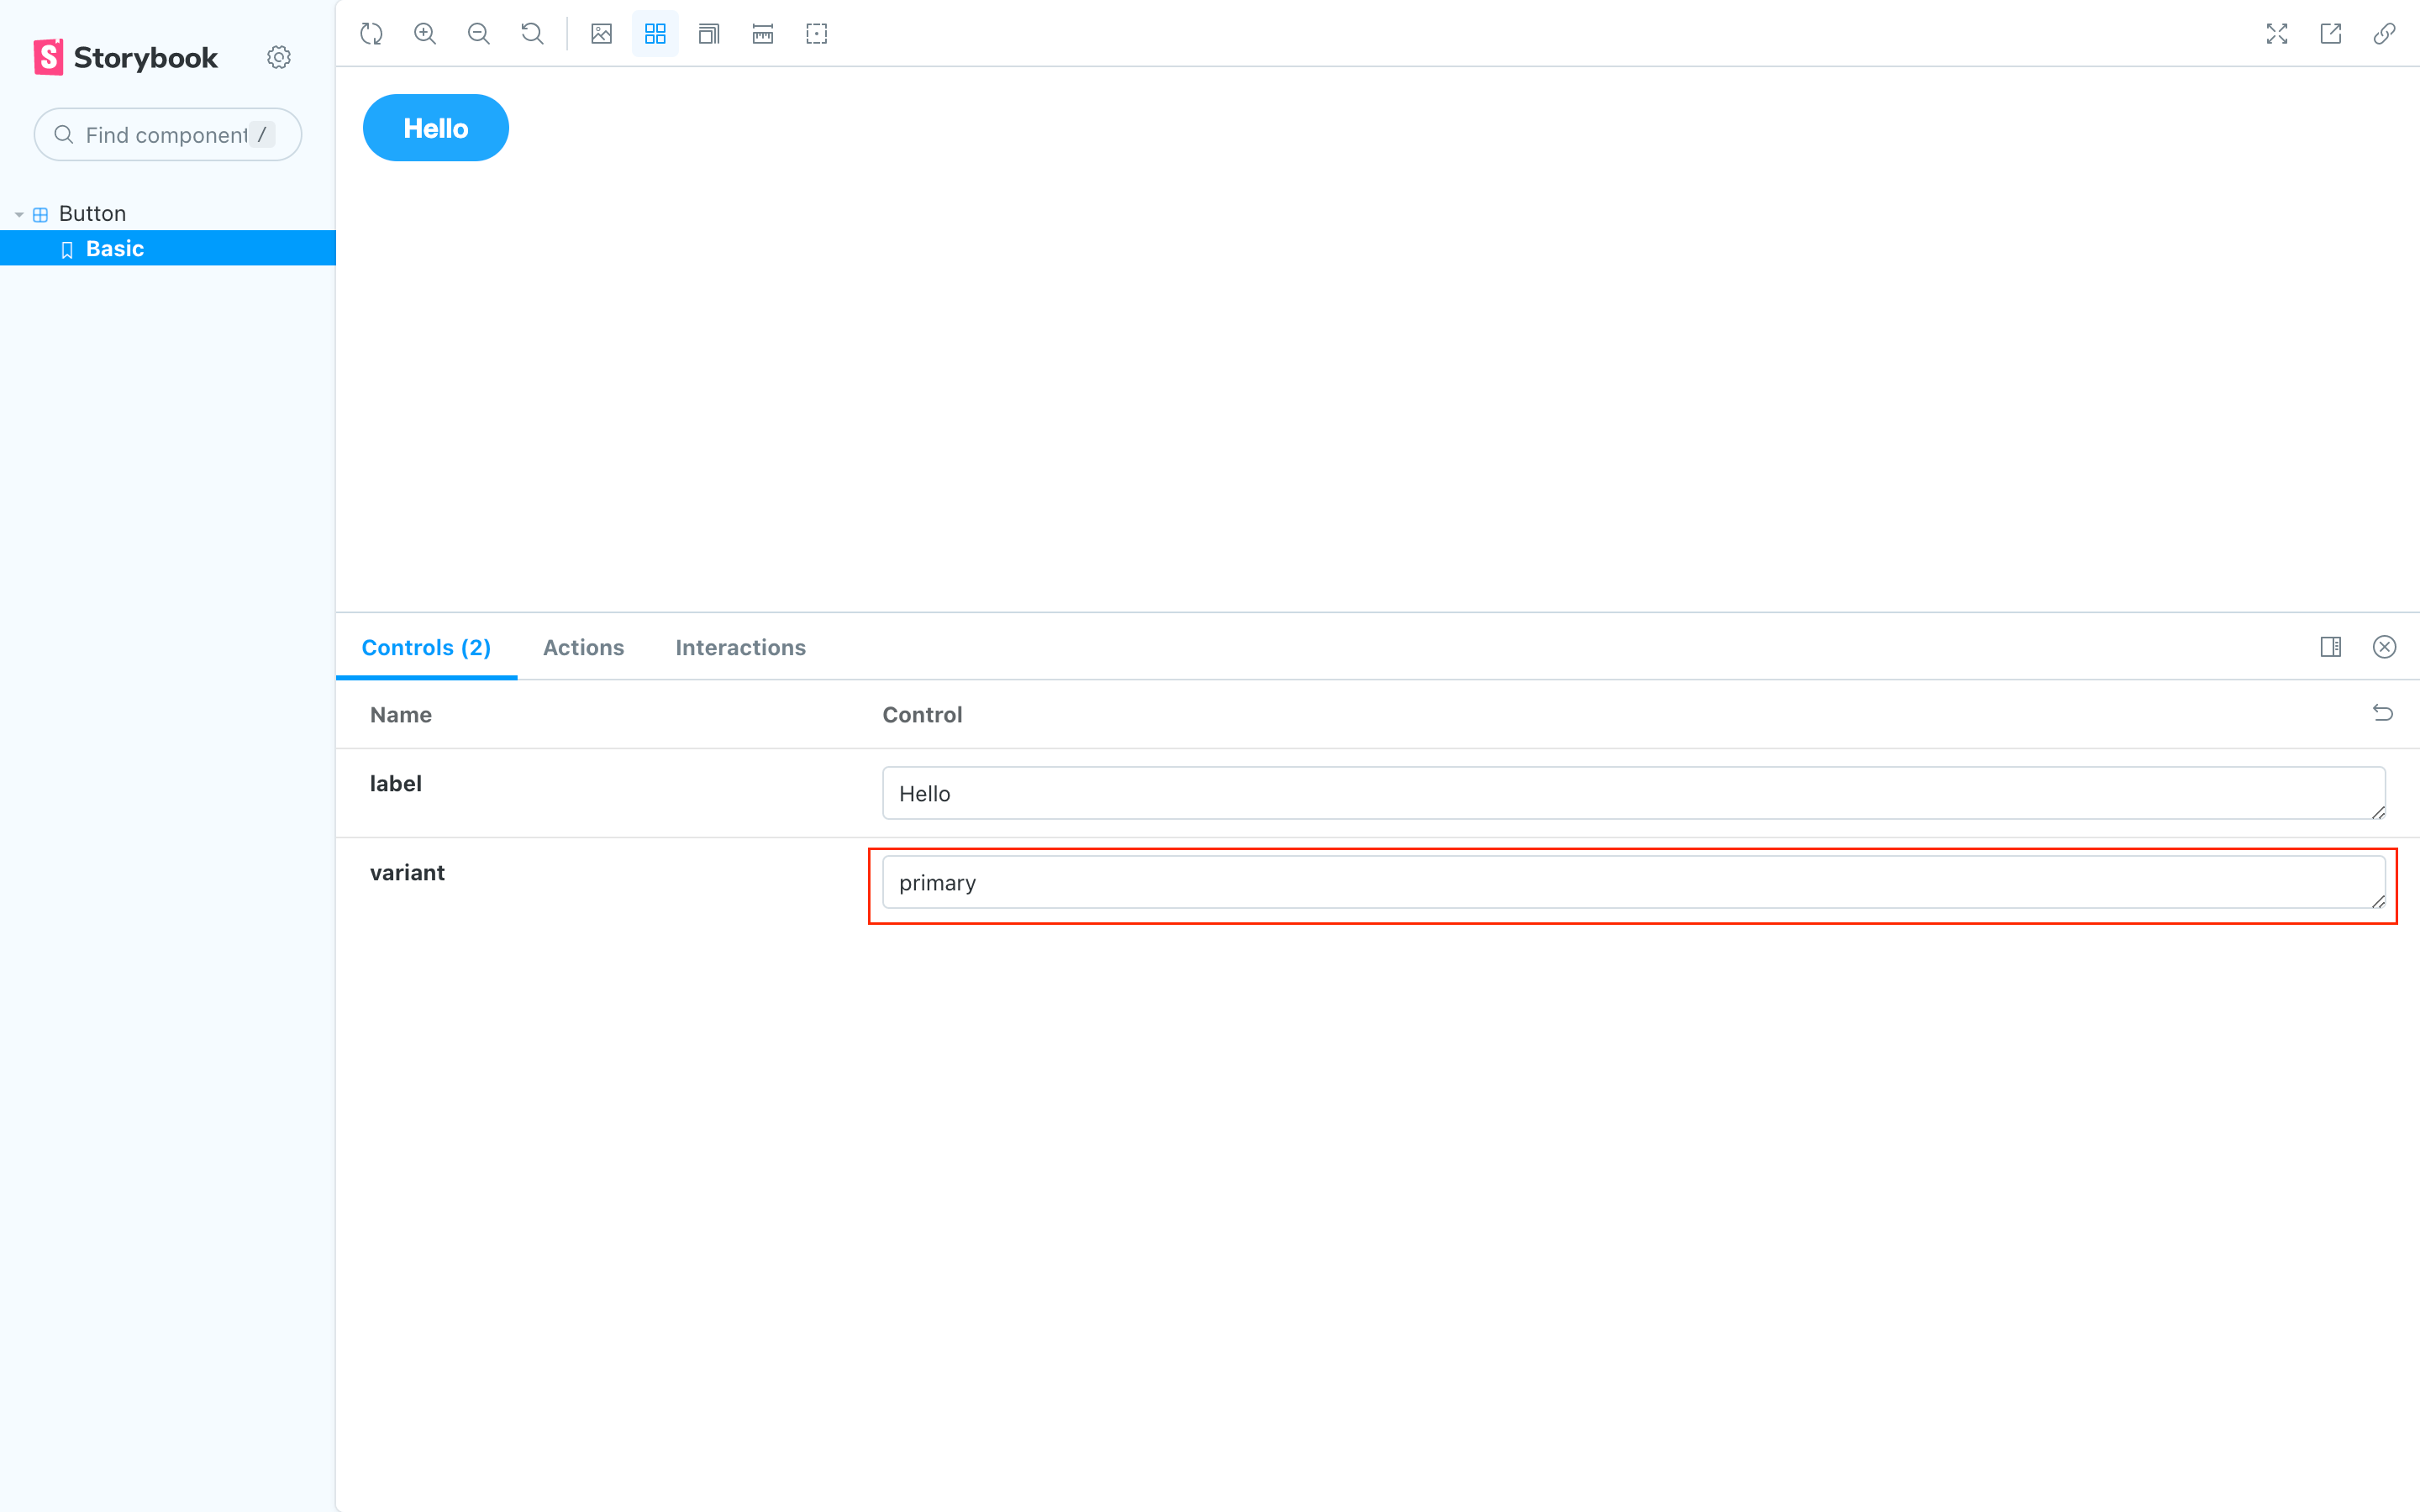 Storybook
Find component /
Button
Basic
Hello
Controls (2) Actions Interactions
Name Control
label Hello
variant primary